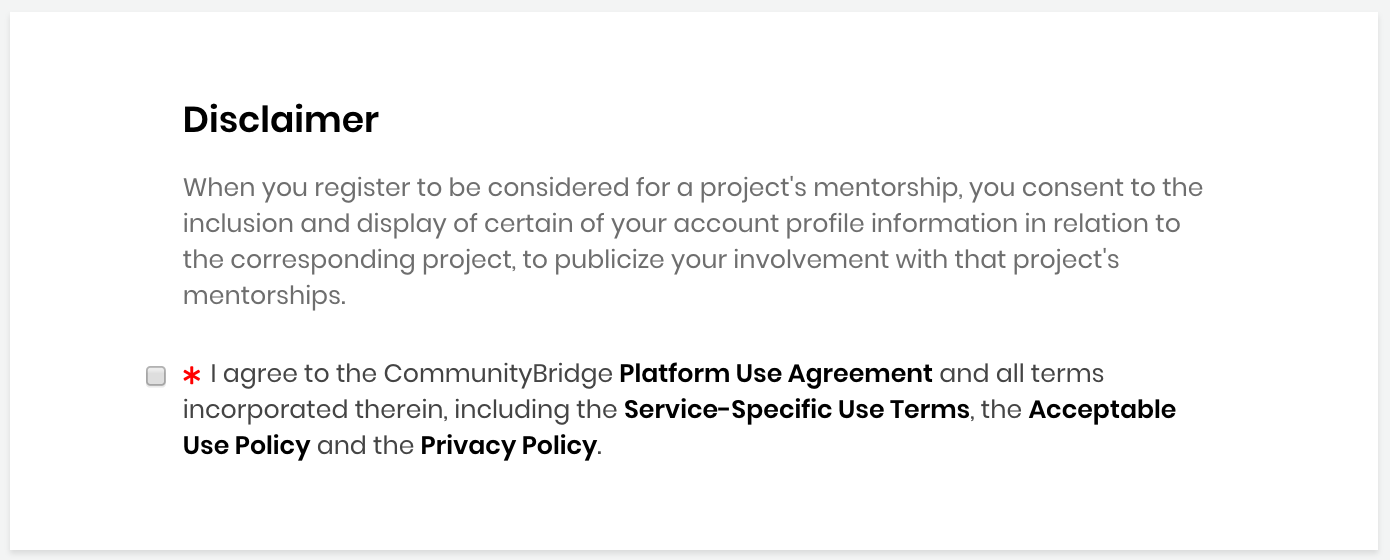 Disclaimer
When you register to be considered for a project's mentorship, you consent to the
inclusion and display of certain of your account profile information in relation to
the corresponding project, to publicize your involvement with that project's
mentorships.
* I agree to the CommunityBridge Platform Use Agreement and all terms
incorporated therein, including the Service-Specific Use Terms, the Acceptable
Use Policy and the Privacy Policy.